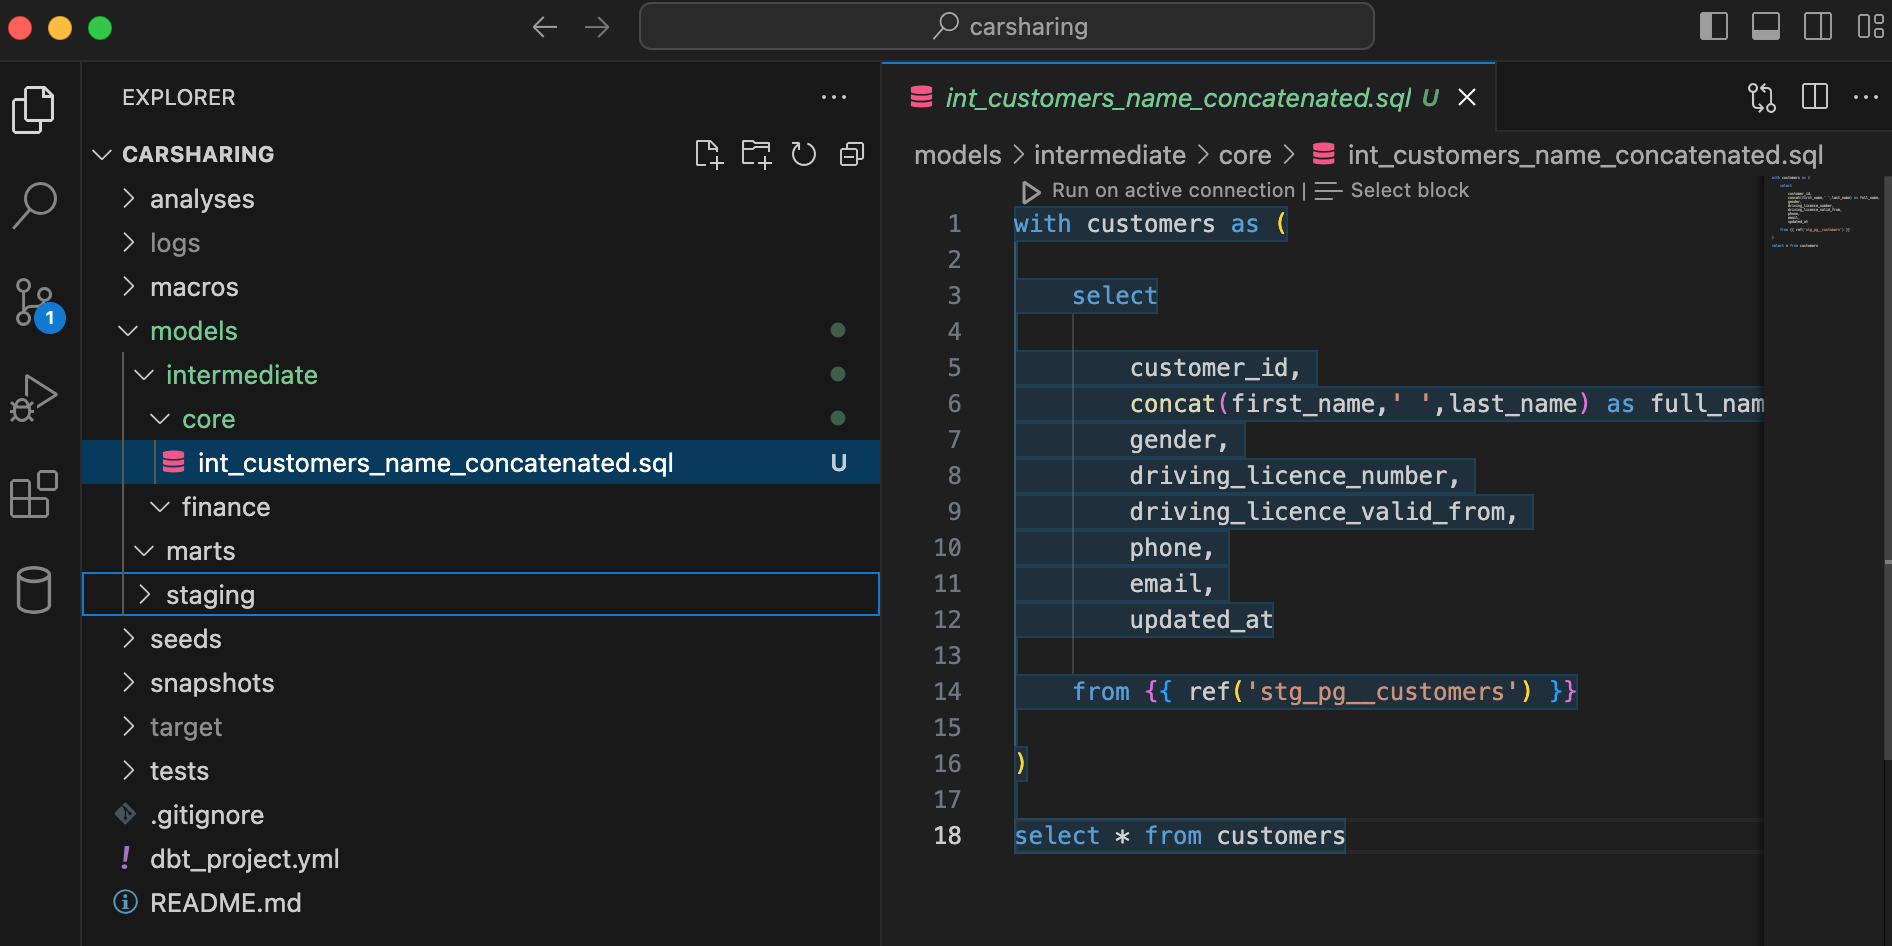 carsharing
EXPLORER
CARSHARING
analyses
logs
macros
models
intermediate
core
int_customers_name_concatenated.sql U
finance
marts
staging
seeds
snapshots
target
tests
.gitignore
dbt_project.yml
README.md
1
int_customers_name_concatenated.sql U
models > intermediate > core > int_customers_name_concatenated.sql
Run on active connection | Select block
1 with customers as (
2
3 select
4
5 customer_id,
6 concat(first_name,' ',last_name) as full_nam
7 gender,
8 driving_licence_number,
9 driving_licence_valid_from,
10 phone,
11 email,
12 updated_at
13
14 from {{ ref('stg_pg__customers') }}
15
16 )
17
18 select * from customers